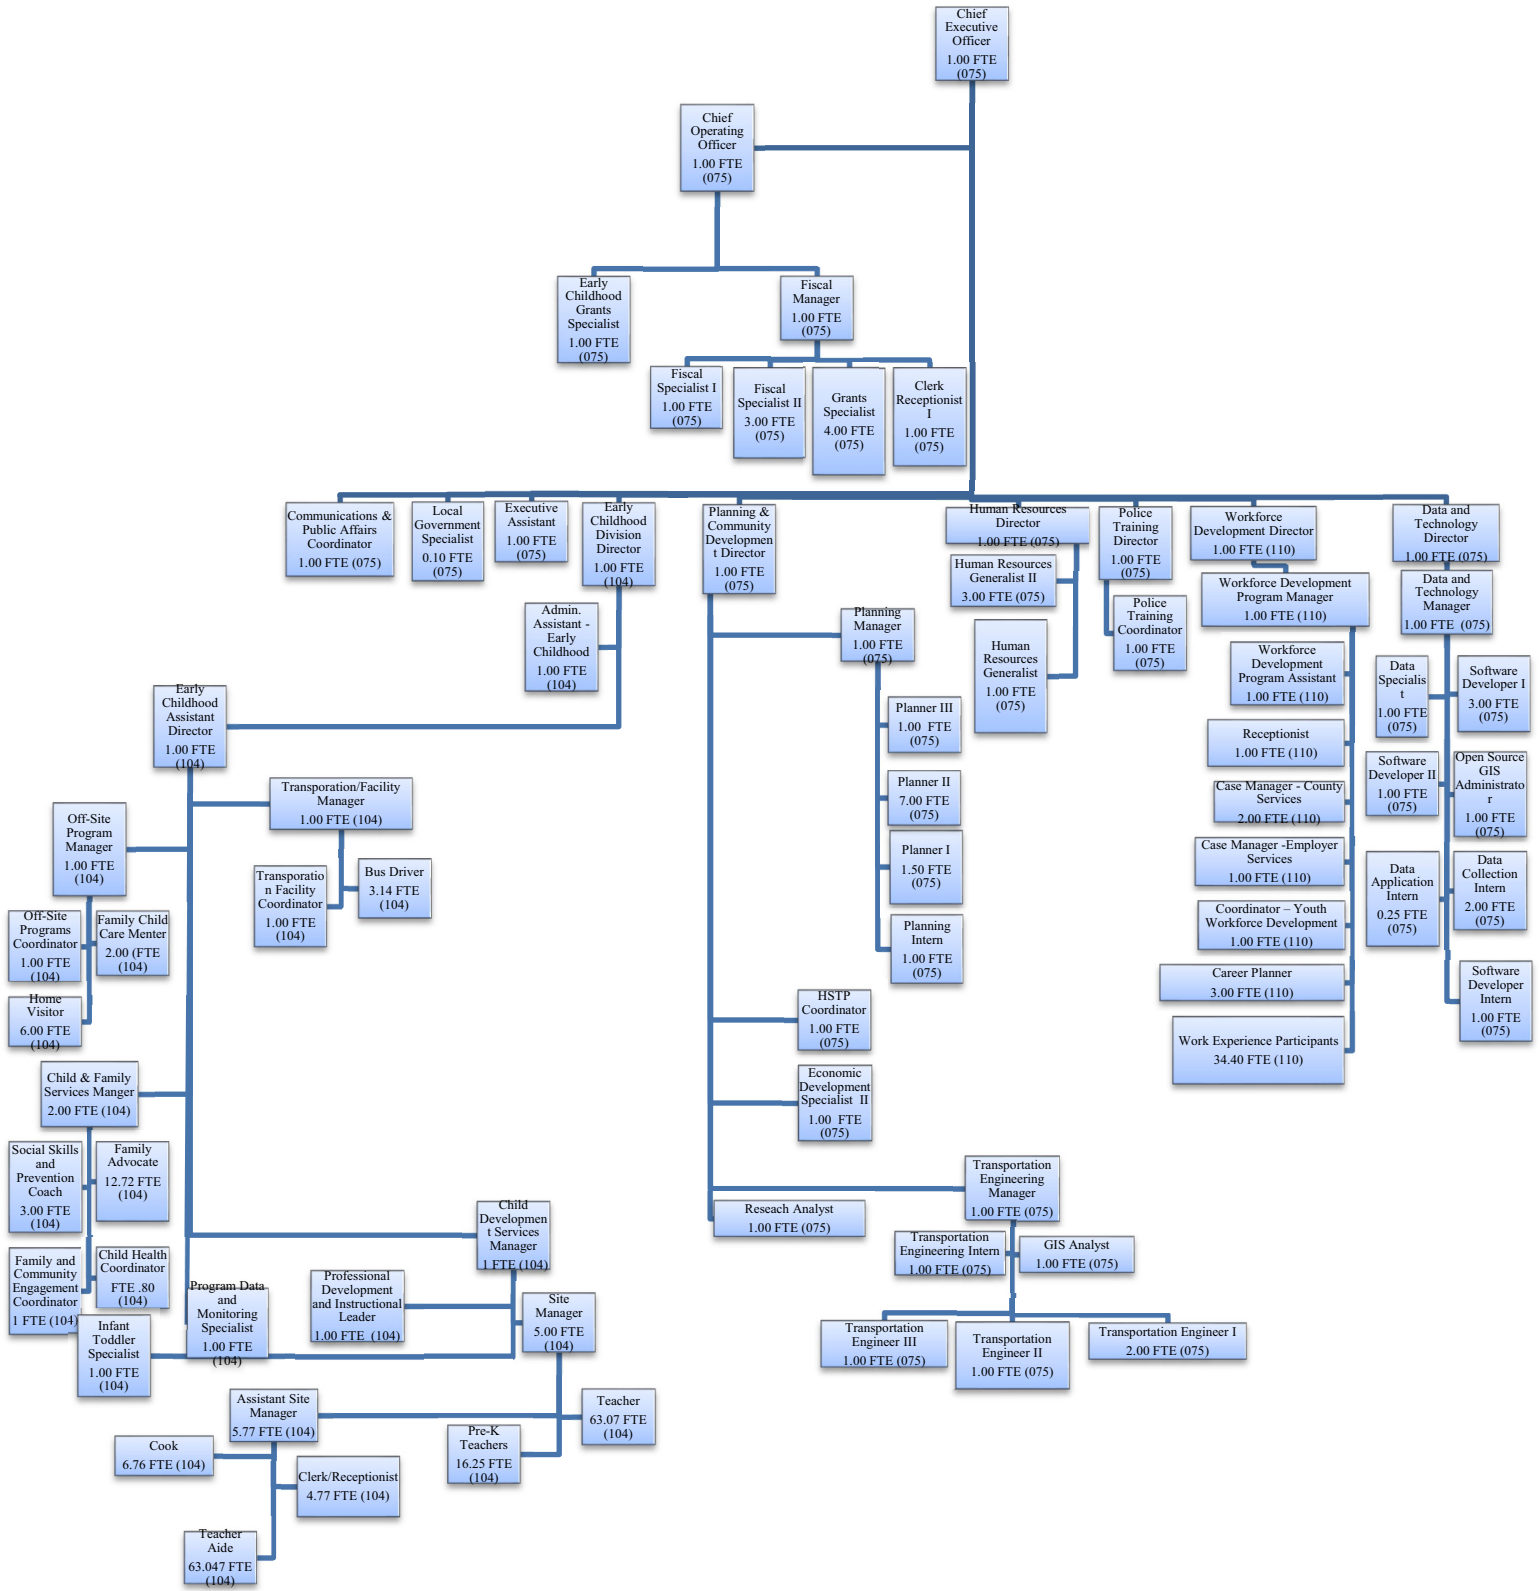 Chief
Executive
Officer
1.00 FTE
(075)
Chief
Operating
Officer
1.00 FTE
(075)
Early
Childhood
Grants
Specialist
1.00 FTE
(075)
Fiscal
Manager
1.00 FTE
(075)
Fiscal
Specialist I
1.00 FTE
(075)
Fiscal
Specialist II
3.00 FTE
(075)
Grants
Specialist
4.00 FTE
(075)
Clerk
Receptionist
I
1.00 FTE
(075)
Communications &
Public Affairs
Coordinator
1.00 FTE (075)
Local
Government
Specialist
0.10 FTE
(075)
Executive
Assistant
1.00 FTE
(075)
Early
Childhood
Division
Director
1.00 FTE
(104)
Planning &
Community
Developmen
t Director
1.00 FTE
(075)
Human Resources
Director
1.00 FTE (075)
Police
Training
Director
1.00 FTE
(075)
Workforce
Development Director
1.00 FTE (110)
Data and
Technology
Director
1.00 FTE (075)
Human Resources
Generalist II
3.00 FTE (075)
Human
Resources
Generalist
1.00 FTE
(075)
Police
Training
Coordinator
1.00 FTE
(075)
Workforce Development
Program Manager
1.00 FTE (110)
Workforce
Development
Program Assistant
1.00 FTE (110)
Receptionist
1.00 FTE (110)
Case Manager - County
Services
2.00 FTE (110)
Case Manager -Employer
Services
1.00 FTE (110)
Coordinator – Youth
Workforce Development
1.00 FTE (110)
Career Planner
3.00 FTE (110)
Work Experience Participants
34.40 FTE (110)
Data and
Technology
Manager
1.00 FTE (075)
Data
Specialis
t
1.00 FTE
(075)
Software
Developer I
3.00 FTE
(075)
Software
Developer II
1.00 FTE
(075)
Open Source
GIS
Administrato
r
1.00 FTE
(075)
Data
Application
Intern
0.25 FTE
(075)
Data
Collection
Intern
2.00 FTE
(075)
Software
Developer
Intern
1.00 FTE
(075)
Admin.
Assistant -
Early
Childhood
1.00 FTE
(104)
Planning
Manager
1.00 FTE
(075)
Planner III
1.00 FTE
(075)
Planner II
7.00 FTE
(075)
Planner I
1.50 FTE
(075)
Planning
Intern
1.00 FTE
(075)
HSTP
Coordinator
1.00 FTE
(075)
Economic
Development
Specialist II
1.00 FTE
(075)
Transportation
Engineering
Manager
1.00 FTE (075)
Reseach Analyst
1.00 FTE (075)
Transportation
Engineering Intern
1.00 FTE (075)
GIS Analyst
1.00 FTE (075)
Transportation
Engineer III
1.00 FTE (075)
Transportation
Engineer II
1.00 FTE (075)
Transportation Engineer I
2.00 FTE (075)
Early
Childhood
Assistant
Director
1.00 FTE
(104)
Transporation/Facility
Manager
1.00 FTE (104)
Transporatio
n Facility
Coordinator
1.00 FTE
(104)
Bus Driver
3.14 FTE
(104)
Off-Site
Program
Manager
1.00 FTE
(104)
Off-Site
Programs
Coordinator
1.00 FTE
(104)
Family Child
Care Menter
2.00 (FTE
(104)
Home
Visitor
6.00 FTE
(104)
Child & Family
Services Manger
2.00 FTE (104)
Social Skills
and
Prevention
Coach
3.00 FTE
(104)
Family
Advocate
12.72 FTE
(104)
Family and
Community
Engagement
Coordinator
1 FTE (104)
Child Health
Coordinator
FTE .80
(104)
Child
Developmen
t Services
Manager
1 FTE (104)
Professional
Development
and Instructional
Leader
1.00 FTE (104)
Program Data
and
Monitoring
Specialist
1.00 FTE
(104)
Infant
Toddler
Specialist
1.00 FTE
(104)
Site
Manager
5.00 FTE
(104)
Assistant Site
Manager
5.77 FTE (104)
Teacher
63.07 FTE
(104)
Pre-K
Teachers
16.25 FTE
(104)
Cook
6.76 FTE (104)
Clerk/Receptionist
4.77 FTE (104)
Teacher
Aide
63.047 FTE
(104)